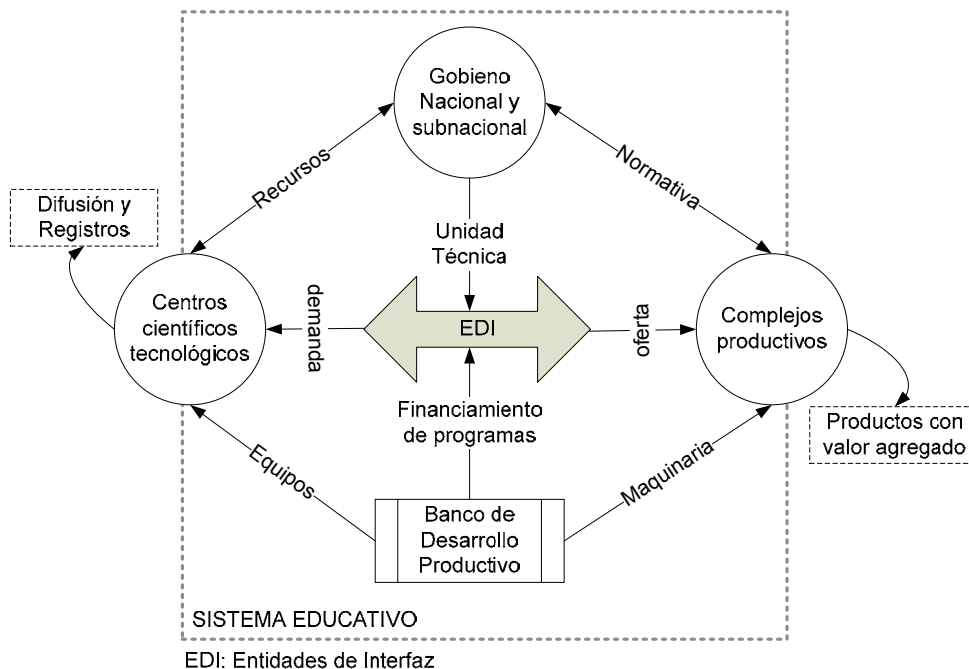 Gobieno
Nacional y
subnacional
Recursos
Normativa
Difusión y
Registros
Unidad
Técnica
Centros
científicos
tecnológicos
demanda
EDI
oferta
Complejos
productivos
Financiamiento
de programas
Productos con
valor agregado
Equipos
Maquinaria
Banco de
Desarrollo
Productivo
SISTEMA EDUCATIVO
EDI: Entidades de Interfaz